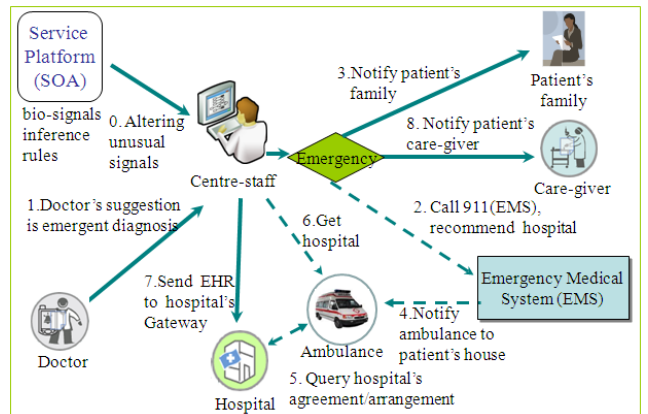 Service
Platform
(SOA)
bio-signals
inference
rules
0. Altering
unusual
signals
Centre-staff
Emergency
3.Notify patient's
family
Patient's
family
8. Notify patient's
care-giver
Care-giver
1.Doctor's suggestion
is emergent diagnosis
6.Get
hospital
2. Call 911(EMS),
recommend hospital
7.Send EHR
to hospital's
Gateway
Emergency Medical
System (EMS)
Doctor
Ambulance
4.Notify
ambulance to
patient's house
5. Query hospital's
agreement/arrangement
Hospital